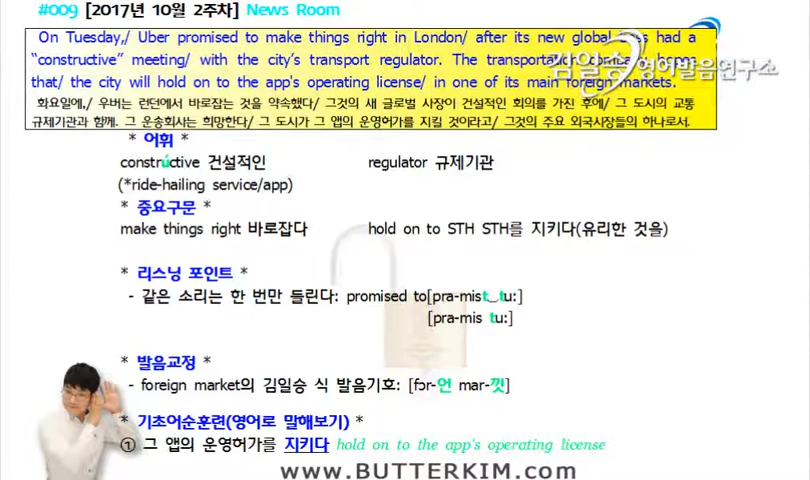 #009 [2017년 10월 2주차] News Room
On Tuesday,/ Uber promised to make things right in London/ after its new global had a
"constructive" meeting/ with the city's transport regulator. The transportation
김일승 영어발음연구소
that/ the city will hold on to the app's operating license/ in one of its main foreign markets.
화요일에,/ 우버는 런던에서 바로잡는 것을 약속했다/ 그것의 새 글로벌 사장이 건설적인 회의를 가진 후에/ 그 도시의 교통
규제기관과 함께. 그 운송회사는 희망한다/ 그 도시가 그 앱의 운영허가를 지킬 것이라고/ 그것의 주요 외국시장들의 하나로서.
* 어휘 *
constrúctive 건설적인 regulator 규제기관
(*ride-hailing service/app)
* 중요구문 *
make things right 바로잡다 hold on to STH STH를 지키다(유리한 것을)
* 리스닝 포인트 *
- 같은 소리는 한 번만 들린다: promised to[pra-mist‿tu:]
[pra-mis tu:]
* 발음교정 *
- foreign market의 김일승 식 발음기호: [fɔr-언 mar-낏]
* 기초어순훈련(영어로 말해보기) *
① 그 앱의 운영허가를 지키다 hold on to the app's operating license
www.BUTTERKIM.com